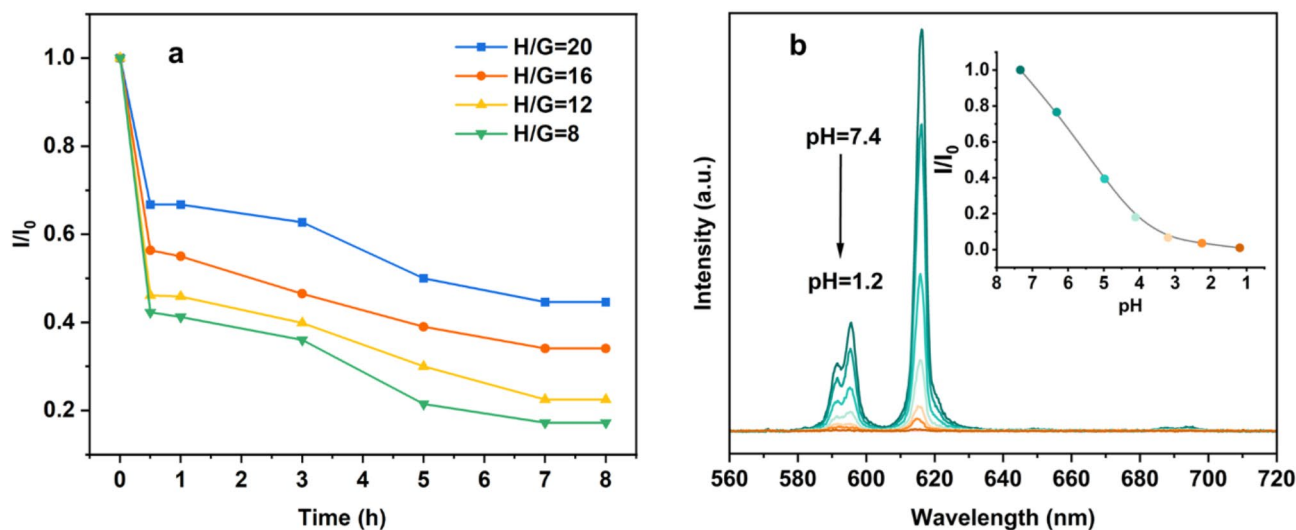 a
H/G=20
H/G=16
H/G=12
H/G=8
I/I0
1.0
0.8
0.6
0.4
0.2
0 1 2 3 4 5 6 7 8
Time (h)
b
pH=7.4
pH=1.2
Intensity (a.u.)
560 580 600 620 640 660 680 700 720
Wavelength (nm)
I/I0
1.0
0.8
0.6
0.4
0.2
0.0
8 7 6 5 4 3 2 1
pH